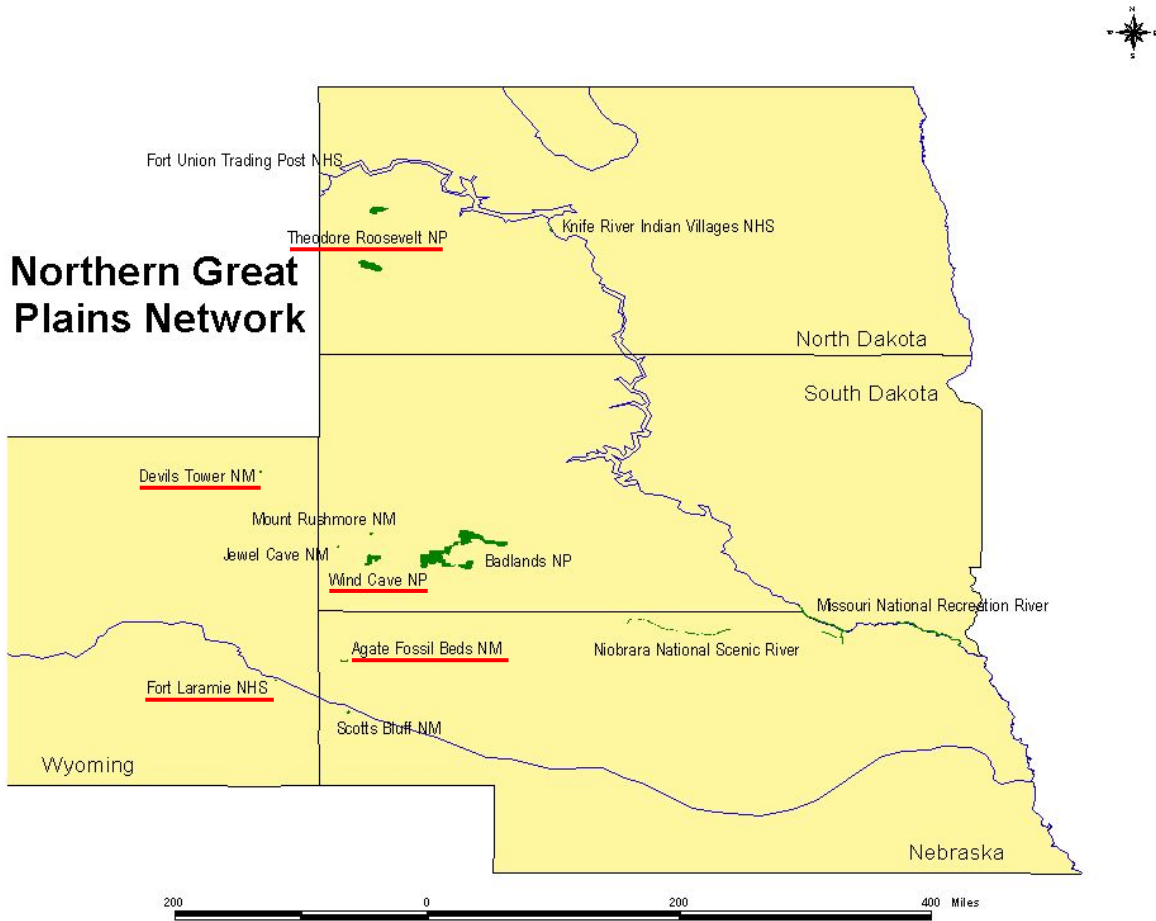 N
S
Fort Union Trading Post NHS
Knife River Indian Villages NHS
Theodore Roosevelt NP
Northern Great
Plains Network
North Dakota
South Dakota
Devils Tower NM
Mount Rushmore NM
Jewel Cave NM
Badlands NP
Wind Cave NP
Missouri National Recreation River
Agate Fossil Beds NM
Niobrara National Scenic River
Fort Laramie NHS
Scotts Bluff NM
Wyoming
Nebraska
200 0 200 400 Miles